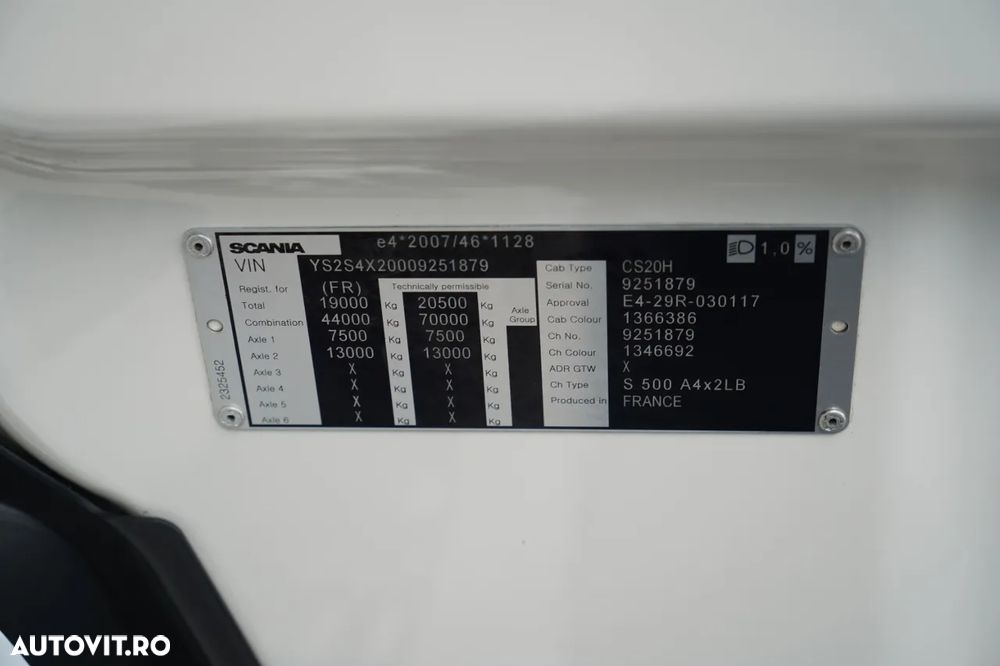 SCANIA e4*2007/46*1128 1,0 %
VIN YS2S4X20009251879
Regist. for (FR) Technically permissible
Total 19000 Kg 20500 Kg
Combination 44000 Kg 70000 Kg
Axle 1 7500 Kg 7500 Kg
Axle 2 13000 Kg 13000 Kg
Axle 3 X Kg X Kg
Axle 4 X Kg X Kg
Axle 5 X Kg X Kg
Axle 6 X Kg X Kg
Axle
Group
Cab Type CS20H
Serial No. 9251879
Approval E4-29R-030117
Cab Colour 1366386
Ch No. 9251879
Ch Colour 1346692
ADR GTW X
Ch Type S 500 A4x2LB
Produced in FRANCE
2325452
AUTOVIT.RO